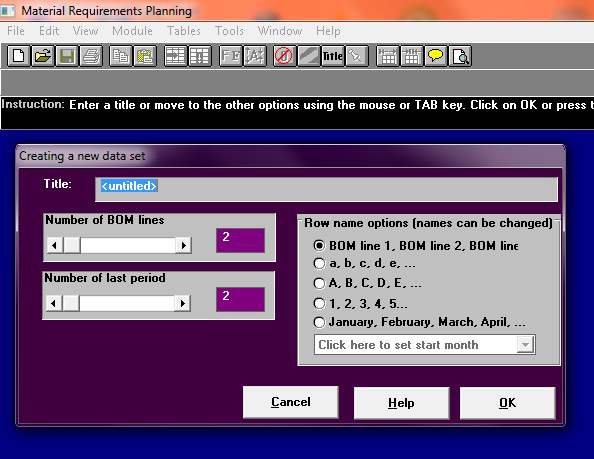 Material Requirements Planning
File Edit View Module Tables Tools Window Help
FF A Title
Instruction: Enter a title or move to the other options using the mouse or TAB key. Click on OK or press t
Creating a new data set
Title: <untitled>
Number of BOM lines
2
Number of last period
2
Row name options (names can be changed)
BOM line 1, BOM line 2, BOM line
a, b, c, d, e, ...
A, B, C, D, E, ...
1, 2, 3, 4, 5...
January, February, March, April, ...
Click here to set start month
Cancel Help OK